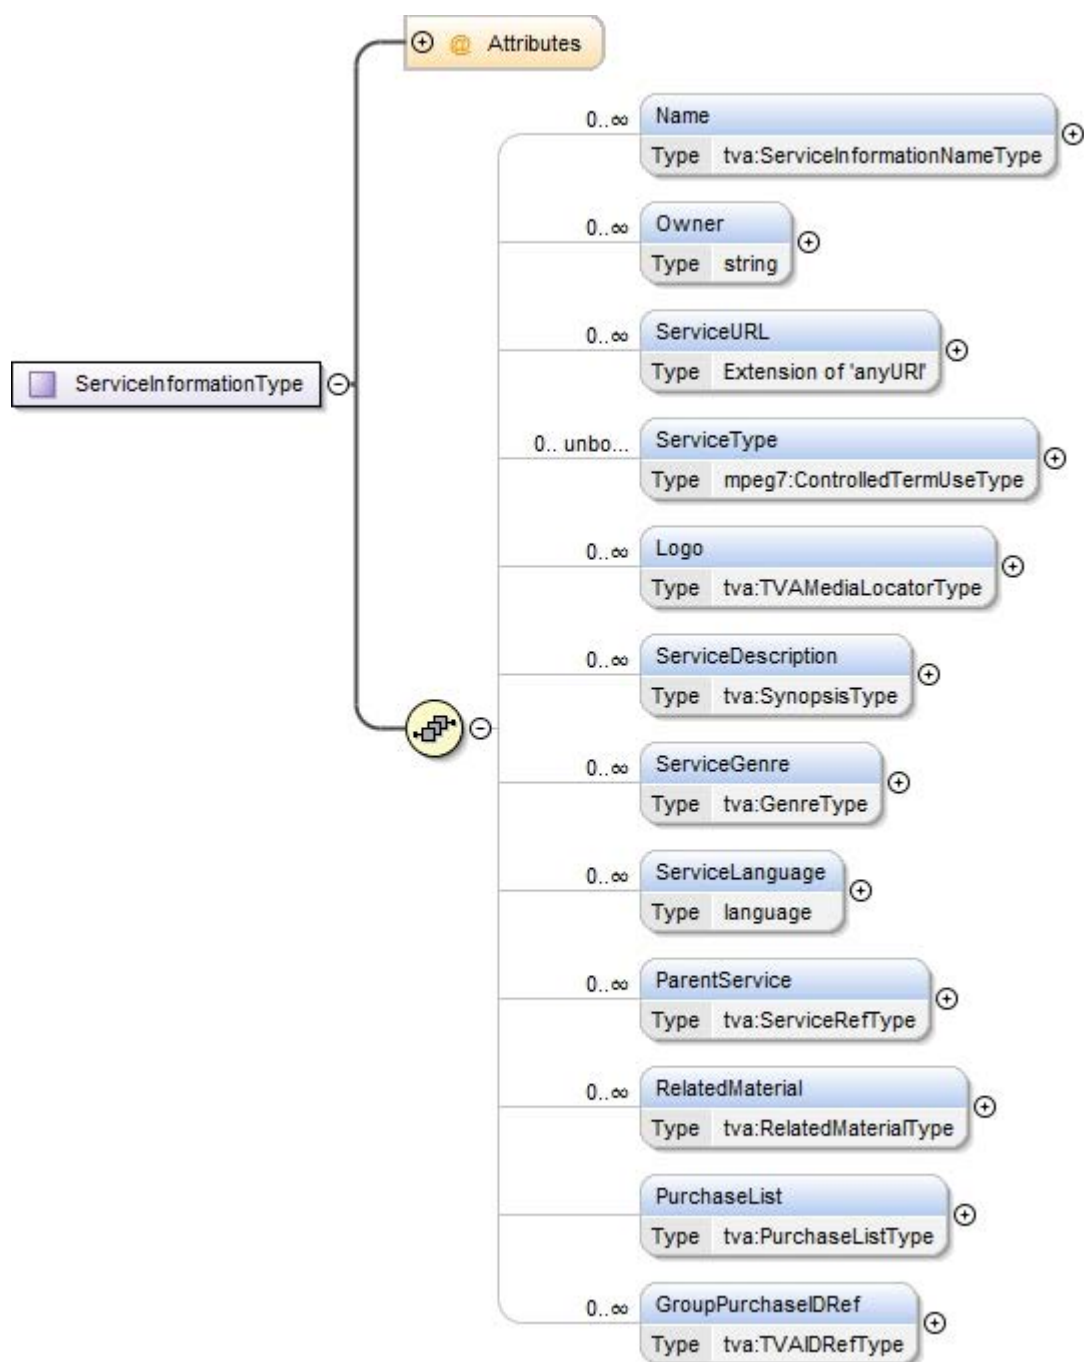 @ Attributes
0..∞ Name
Type tva:ServiceInformationNameType
0..∞ Owner
Type string
0..∞ ServiceURL
Type Extension of 'anyURI'
ServiceInformationType
0.. unbo... ServiceType
Type mpeg7:ControlledTermUseType
0..∞ Logo
Type tva:TVAMediaLocatorType
0..∞ ServiceDescription
Type tva:SynopsisType
0..∞ ServiceGenre
Type tva:GenreType
0..∞ ServiceLanguage
Type language
0..∞ ParentService
Type tva:ServiceRefType
0..∞ RelatedMaterial
Type tva:RelatedMaterialType
PurchaseList
Type tva:PurchaseListType
0..∞ GroupPurchaseIDRef
Type tva:TVAIDRefType